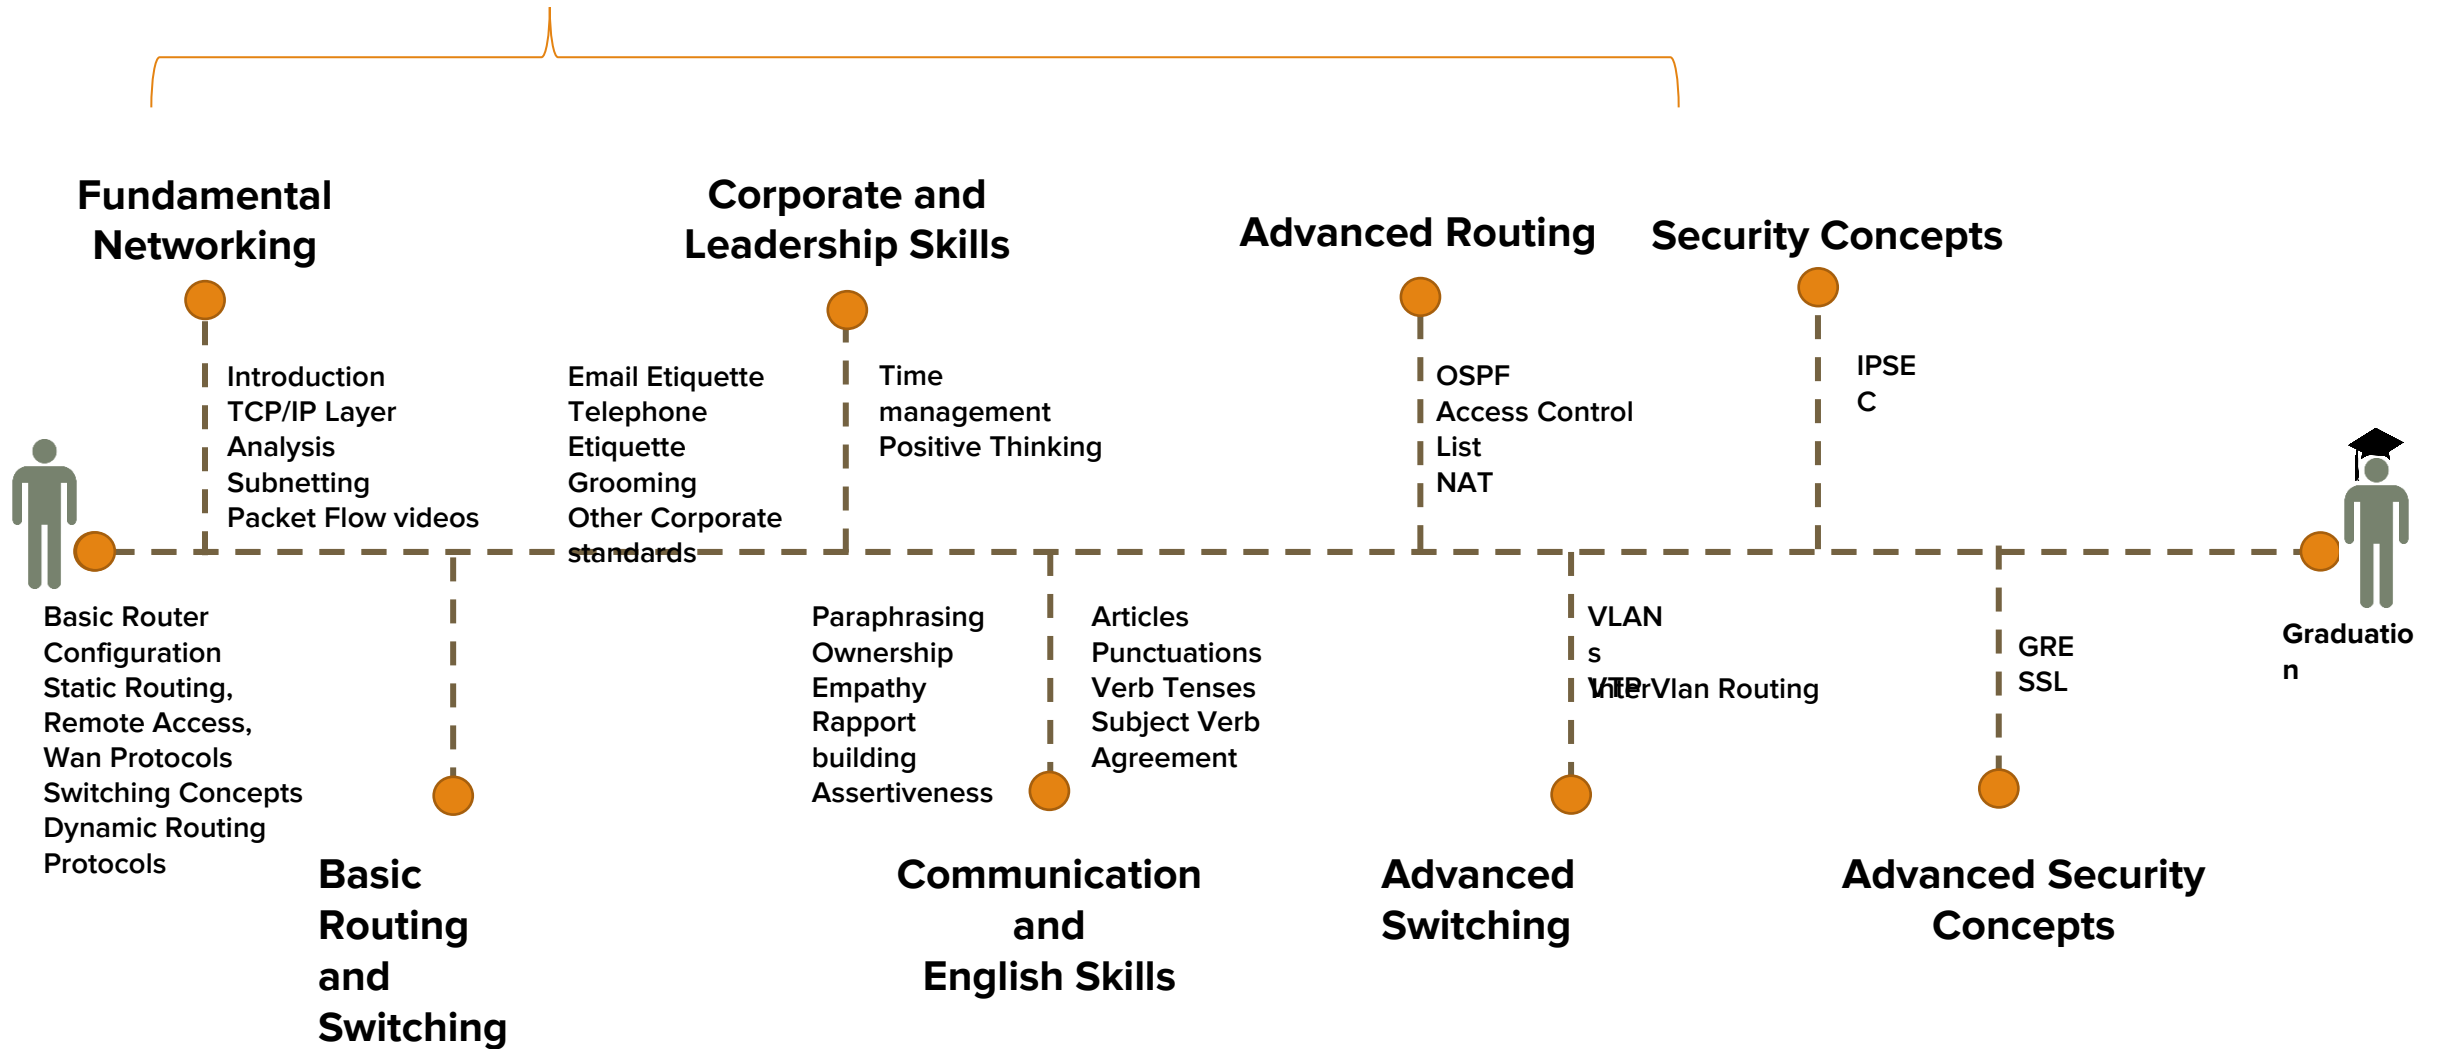 Fundamental
Networking
Corporate and
Leadership Skills
Advanced Routing
Security Concepts
Introduction
TCP/IP Layer
Analysis
Subnetting
Packet Flow videos
Email Etiquette
Telephone
Etiquette
Grooming
Other Corporate
standards
Time
management
Positive Thinking
OSPF
Access Control
List
NAT
IPSE
C
Basic Router
Configuration
Static Routing,
Remote Access,
Wan Protocols
Switching Concepts
Dynamic Routing
Protocols
Paraphrasing
Ownership
Empathy
Rapport
building
Assertiveness
Articles
Punctuations
Verb Tenses
Subject Verb
Agreement
VLAN
s
VTP
InterVlan Routing
GRE
SSL
Graduatio
n
Basic
Routing
and
Switching
Communication
and
English Skills
Advanced
Switching
Advanced Security
Concepts